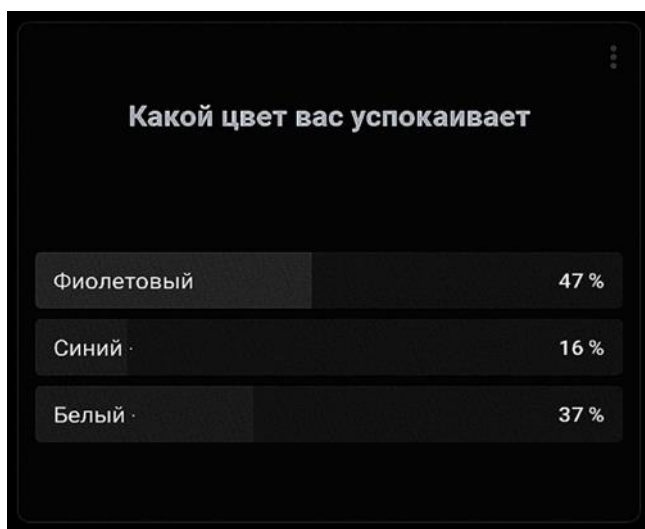 Какой цвет вас успокаивает
Фиолетовый 47 %
Синий · 16 %
Белый · 37 %